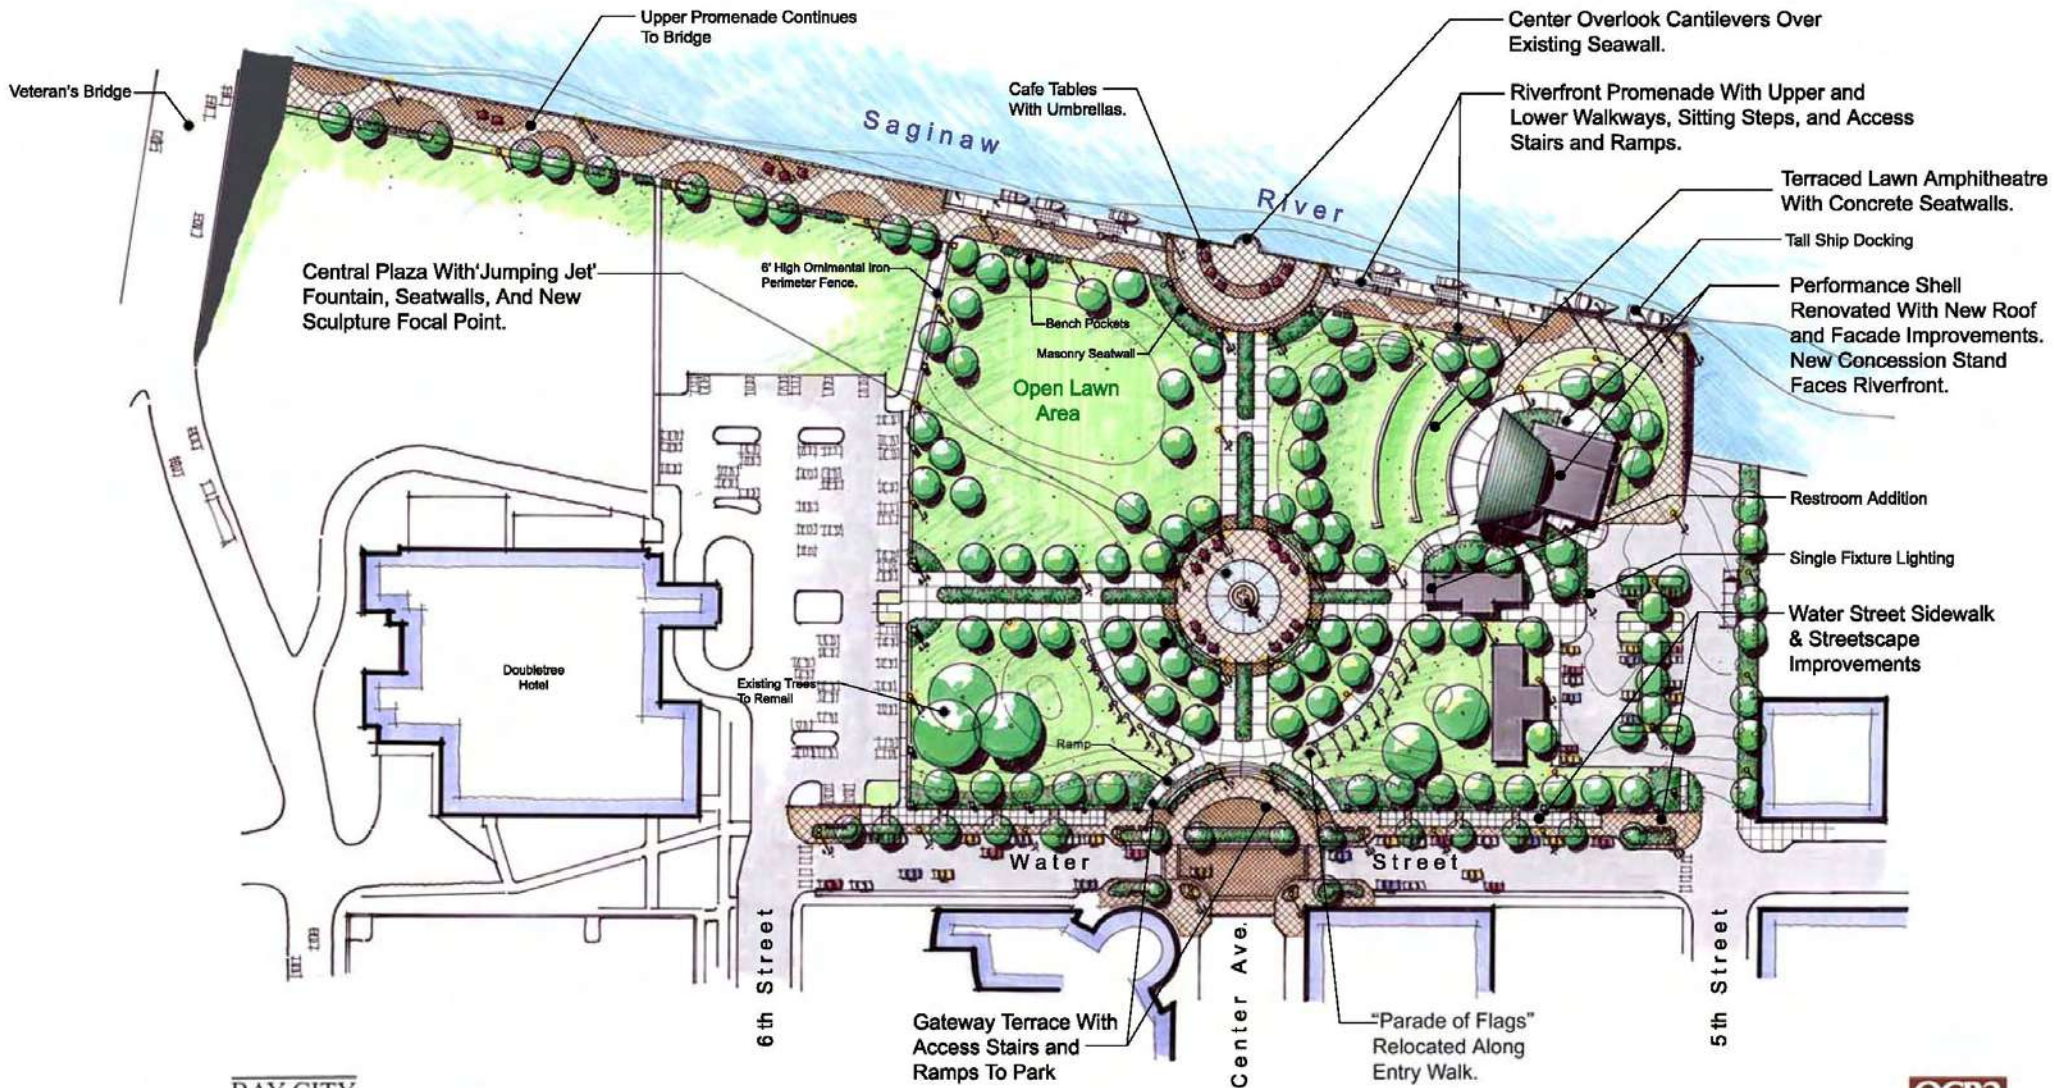 Upper Promenade Continues
To Bridge
Center Overlook Cantilevers Over
Existing Seawall.
Veteran's Bridge
Cafe Tables
With Umbrellas.
Riverfront Promenade With Upper and
Lower Walkways, Sitting Steps, and Access
Stairs and Ramps.
Saginaw
River
Terraced Lawn Amphitheatre
With Concrete Seatwalls.
Tall Ship Docking
Central Plaza With'Jumping Jet'
Fountain, Seatwalls, And New
Sculpture Focal Point.
6' High Ornimental Iron
Perimeter Fence.
Performance Shell
Renovated With New Roof
and Facade Improvements.
New Concession Stand
Faces Riverfront.
Bench Pockets
Masonry Seatwall
Open Lawn
Area
Restroom Addition
Single Fixture Lighting
Water Street Sidewalk
& Streetscape
Improvements
Doubletree
Hotel
Existing Trees
To Remail
Ramp
Water Street
6th Street
Center Ave.
5th Street
Gateway Terrace With
Access Stairs and
Ramps To Park
"Parade of Flags"
Relocated Along
Entry Walk.
BAY CITY